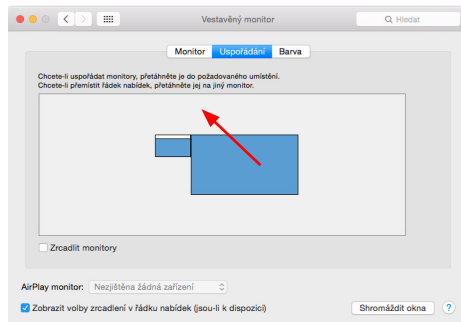 Vestavěný monitor
Hledat
Monitor Uspořádání Barva
Chcete-li uspořádat monitory, přetáhněte je do požadovaného umístění.
Chcete-li přemístit řádek nabídek, přetáhněte jej na jiný monitor.
Zrcadlit monitory
AirPlay monitor: Nezjištěna žádná zařízení
Zobrazit volby zrcadlení v řádku nabídek (jsou-li k dispozici)
Shromáždit okna ?